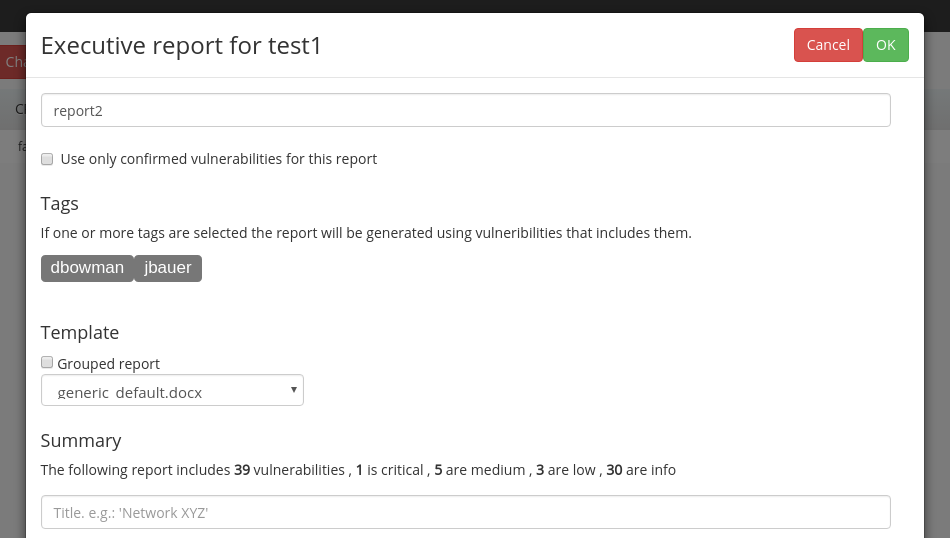 Executive report for test1
Cancel
OK
Cha
report2
Use only confirmed vulnerabilities for this report
Tags
If one or more tags are selected the report will be generated using vulneribilities that includes them.
dbowman
jbauer
Template
Grouped report
generic_default.docx
Summary
The following report includes 39 vulnerabilities , 1 is critical , 5 are medium , 3 are low , 30 are info
Title. e.g.: 'Network XYZ'